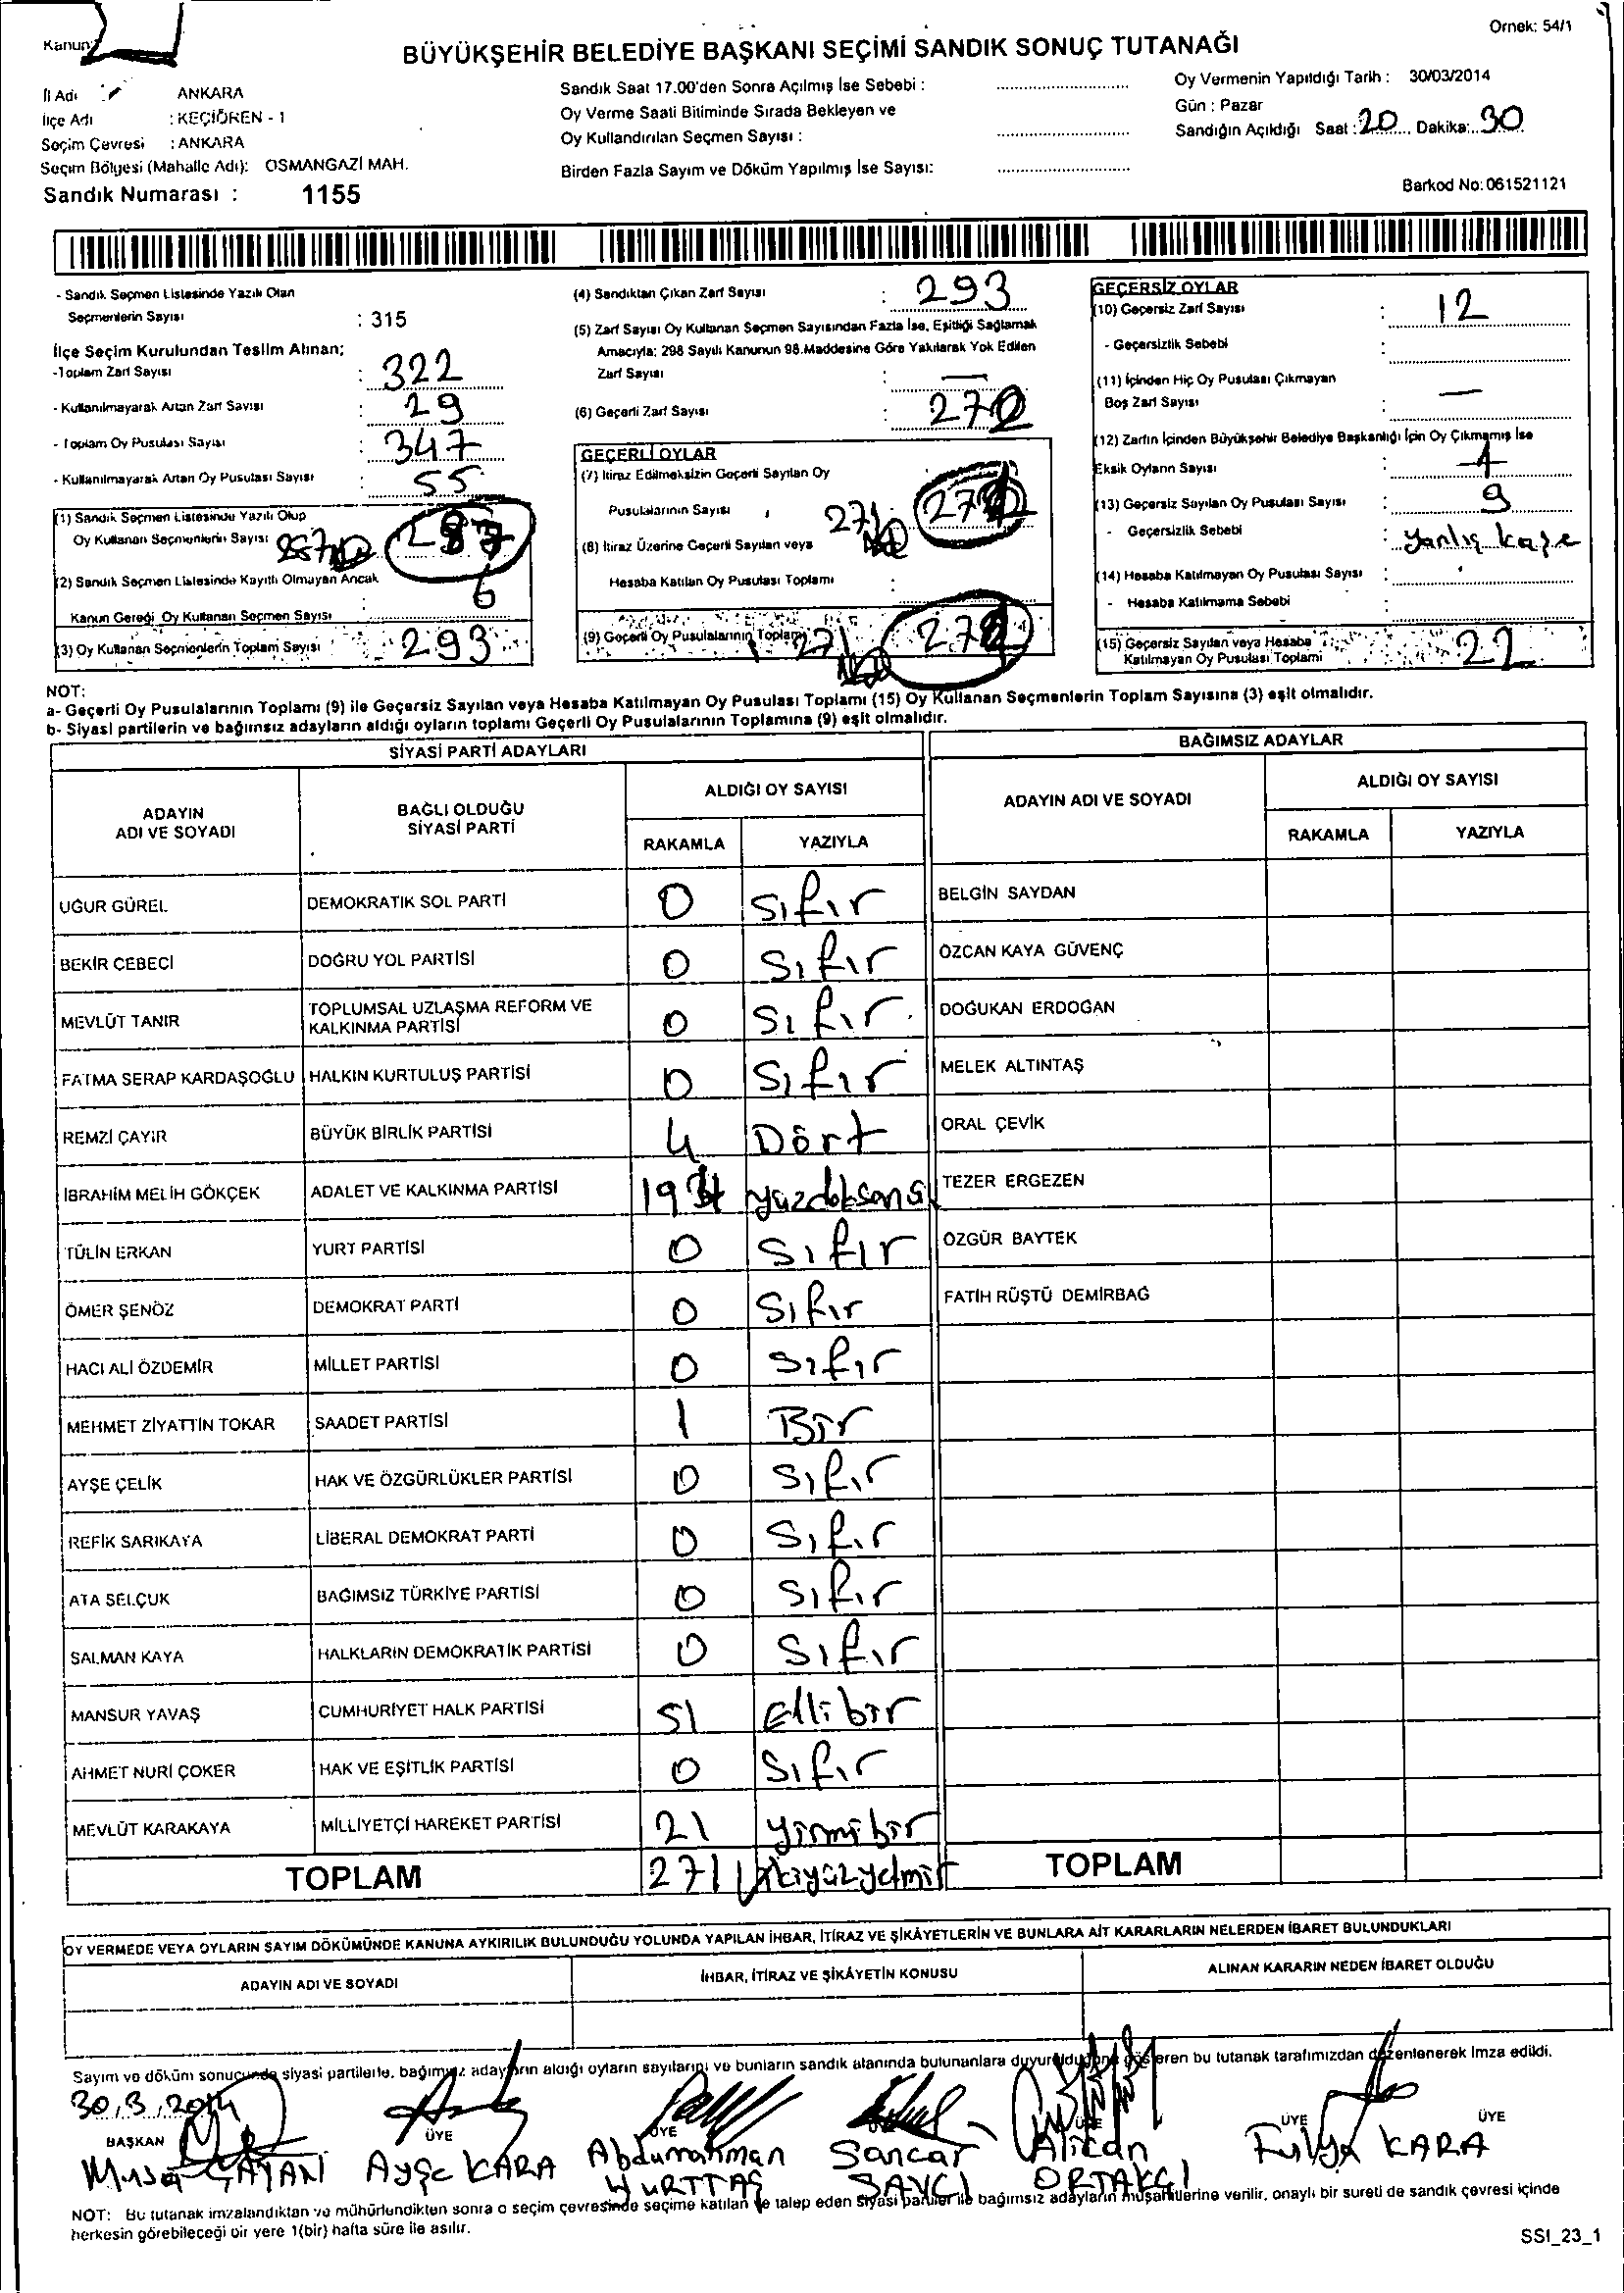 Kanun
Örnek: 54/1
BÜYÜKŞEHİR BELEDİYE BAŞKANI SEÇİMİ SANDIK SONUÇ TUTANAĞI
İl Adı : ANKARA
İlçe Adı : KEÇİÖREN - 1
Seçim Çevresi : ANKARA
Seçim Bölgesi (Mahalle Adı): OSMANGAZİ MAH.
Sandık Numarası : 1155
Sandık Saat 17.00'den Sonra Açılmış İse Sebebi :
Oy Verme Saati Bitiminde Sırada Bekleyen ve
Oy Kullandırılan Seçmen Sayısı :
Birden Fazla Sayım ve Döküm Yapılmış İse Sayısı:
Oy Vermenin Yapıldığı Tarih : 30/03/2014
Gün : Pazar
Sandığın Açıldığı Saat : 20 Dakika: 30
Barkod No: 061521121
- Sandık Seçmen Listesinde Yazılı Olan
Seçmenlerin Sayısı : 315
İlçe Seçim Kurulundan Teslim Alınan;
- Toplam Zarf Sayısı : 322
- Kullanılmayarak Artan Zarf Sayısı : 29
- Toplam Oy Pusulası Sayısı : 347
- Kullanılmayarak Artan Oy Pusulası Sayısı : 55
(1) Sandık Seçmen Listesinde Yazılı Olup
Oy Kullanan Seçmenlerin Sayısı 287 287
(2) Sandık Seçmen Listesinde Kayıtlı Olmayan Ancak
Kanun Gereği Oy Kullanan Seçmen Sayısı : 6
(3) Oy Kullanan Seçmenlerin Toplam Sayısı : 293
(4) Sandıktan Çıkan Zarf Sayısı : 293
(5) Zarf Sayısı Oy Kullanan Seçmen Sayısından Fazla İse, Eşitliği Sağlamak
Amacıyla; 298 Sayılı Kanunun 98.Maddesine Göre Yakılarak Yok Edilen
Zarf Sayısı : —
(6) Geçerli Zarf Sayısı : 272
GEÇERLİ OYLAR
(7) İtiraz Edilmeksizin Geçerli Sayılan Oy
Pusulalarının Sayısı 271
(8) İtiraz Üzerine Geçerli Sayılan veya
Hesaba Katılan Oy Pusulası Toplamı :
(9) Geçerli Oy Pusulalarının Toplamı 271
GEÇERSİZ OYLAR
(10) Geçersiz Zarf Sayısı : 12
- Geçersizlik Sebebi :
(11) İçinden Hiç Oy Pusulası Çıkmayan
Boş Zarf Sayısı : —
(12) Zarfın İçinden Büyükşehir Belediye Başkanlığı İçin Oy Çıkmamış İse
Eksik Oyların Sayısı : 1
(13) Geçersiz Sayılan Oy Pusulası Sayısı : 9
- Geçersizlik Sebebi : yanlış kaşe
(14) Hesaba Katılmayan Oy Pusulası Sayısı :
- Hesaba Katılmama Sebebi :
(15) Geçersiz Sayılan veya Hesaba
Katılmayan Oy Pusulası Toplamı : 22
NOT:
a- Geçerli Oy Pusulalarının Toplamı (9) ile Geçersiz Sayılan veya Hesaba Katılmayan Oy Pusulası Toplamı (15) Oy Kullanan Seçmenlerin Toplam Sayısına (3) eşit olmalıdır.
b- Siyasi partilerin ve bağımsız adayların aldığı oyların toplamı Geçerli Oy Pusulalarının Toplamına (9) eşit olmalıdır.
SİYASİ PARTİ ADAYLARI
BAĞIMSIZ ADAYLAR
ADAYIN
ADI VE SOYADI
BAĞLI OLDUĞU
SİYASİ PARTİ
ALDIĞI OY SAYISI
RAKAMLA YAZIYLA
ADAYIN ADI VE SOYADI
ALDIĞI OY SAYISI
RAKAMLA YAZIYLA
UĞUR GÜREL DEMOKRATİK SOL PARTİ 0 Sıfır BELGİN SAYDAN
BEKİR CEBECİ DOĞRU YOL PARTİSİ 0 Sıfır ÖZCAN KAYA GÜVENÇ
MEVLÜT TANIR TOPLUMSAL UZLAŞMA REFORM VE
KALKINMA PARTİSİ 0 Sıfır DOĞUKAN ERDOĞAN
FATMA SERAP KARDAŞOĞLU HALKIN KURTULUŞ PARTİSİ 0 Sıfır MELEK ALTINTAŞ
REMZİ ÇAYIR BÜYÜK BİRLİK PARTİSİ 4 Dört ORAL ÇEVİK
İBRAHİM MELİH GÖKÇEK ADALET VE KALKINMA PARTİSİ 194 yüzdoksan TEZER ERGEZEN
TÜLİN ERKAN YURT PARTİSİ 0 Sıfır ÖZGÜR BAYTEK
ÖMER ŞENÖZ DEMOKRAT PARTİ 0 Sıfır FATİH RÜŞTÜ DEMİRBAĞ
HACI ALİ ÖZDEMİR MİLLET PARTİSİ 0 Sıfır
MEHMET ZİYATTİN TOKAR SAADET PARTİSİ 1 Bir
AYŞE ÇELİK HAK VE ÖZGÜRLÜKLER PARTİSİ 0 Sıfır
REFİK SARIKAYA LİBERAL DEMOKRAT PARTİ 0 Sıfır
ATA SELÇUK BAĞIMSIZ TÜRKİYE PARTİSİ 0 Sıfır
SALMAN KAYA HALKLARIN DEMOKRATİK PARTİSİ 0 Sıfır
MANSUR YAVAŞ CUMHURİYET HALK PARTİSİ 51 Ellibir
AHMET NURİ ÇOKER HAK VE EŞİTLİK PARTİSİ 0 Sıfır
MEVLÜT KARAKAYA MİLLİYETÇİ HAREKET PARTİSİ 21 yirmibir
TOPLAM 271 ikiyüzyetmiş TOPLAM
OY VERMEDE VEYA OYLARIN SAYIM DÖKÜMÜNDE KANUNA AYKIRILIK BULUNDUĞU YOLUNDA YAPILAN İHBAR, İTİRAZ VE ŞİKÂYETLERİN VE BUNLARA AİT KARARLARIN NELERDEN İBARET BULUNDUKLARI
ADAYIN ADI VE SOYADI İHBAR, İTİRAZ VE ŞİKÂYETİN KONUSU ALINAN KARARIN NEDEN İBARET OLDUĞU
Sayım ve döküm sonucunda siyasi partilerle, bağımsız adayların aldığı oyların sayılarını ve bunların sandık alanında bulunanlara duyurulduğunu gösteren bu tutanak tarafımızdan düzenlenerek imza edildi.
30.3.2014
BAŞKAN ÜYE ÜYE ÜYE ÜYE ÜYE
Musa ÇAYAN Ayşe KARA Abdurrahman YURTTAŞ Sancar SAVCI Alican ORTAKÇI Fulya KARA
NOT: Bu tutanak imzalandıktan ve mühürlendikten sonra o seçim çevresinde seçime katılan ve talep eden siyasi partiler ile bağımsız adayların müşahitlerine verilir, onaylı bir sureti de sandık çevresi içinde
herkesin görebileceği bir yere 1(bir) hafta süre ile asılır.
SSI_23_1